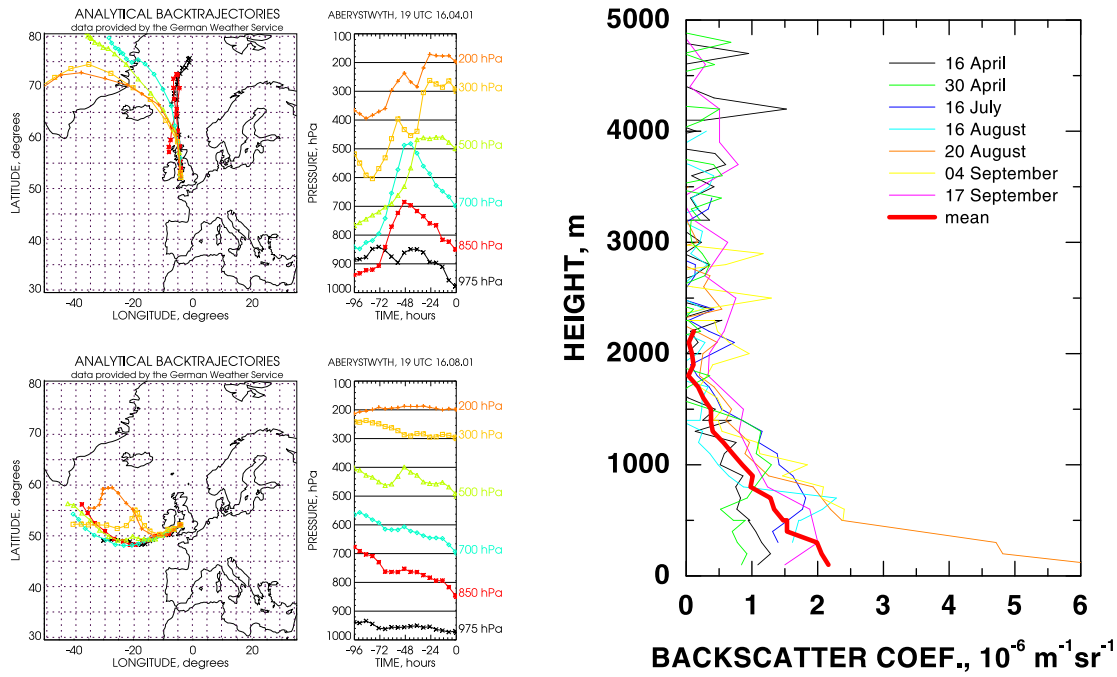 ANALYTICAL BACKTRAJECTORIES
data provided by the German Weather Service
80
70
60
50
40
30
LATITUDE, degrees
-40 -20 0 20
LONGITUDE, degrees
ABERYSTWYTH, 19 UTC 16.04.01
100
200
300
400
500
600
700
800
900
1000
PRESSURE, hPa
200 hPa
300 hPa
500 hPa
700 hPa
850 hPa
975 hPa
-96 -72 -48 -24 0
TIME, hours
ANALYTICAL BACKTRAJECTORIES
data provided by the German Weather Service
80
70
60
50
40
30
LATITUDE, degrees
-40 -20 0 20
LONGITUDE, degrees
ABERYSTWYTH, 19 UTC 16.08.01
100
200
300
400
500
600
700
800
900
1000
PRESSURE, hPa
200 hPa
300 hPa
500 hPa
700 hPa
850 hPa
975 hPa
-96 -72 -48 -24 0
TIME, hours
5000
4000
3000
2000
1000
0
HEIGHT, m
16 April
30 April
16 July
16 August
20 August
04 September
17 September
mean
0 1 2 3 4 5 6
BACKSCATTER COEF., 10⁻⁶ m⁻¹sr⁻¹